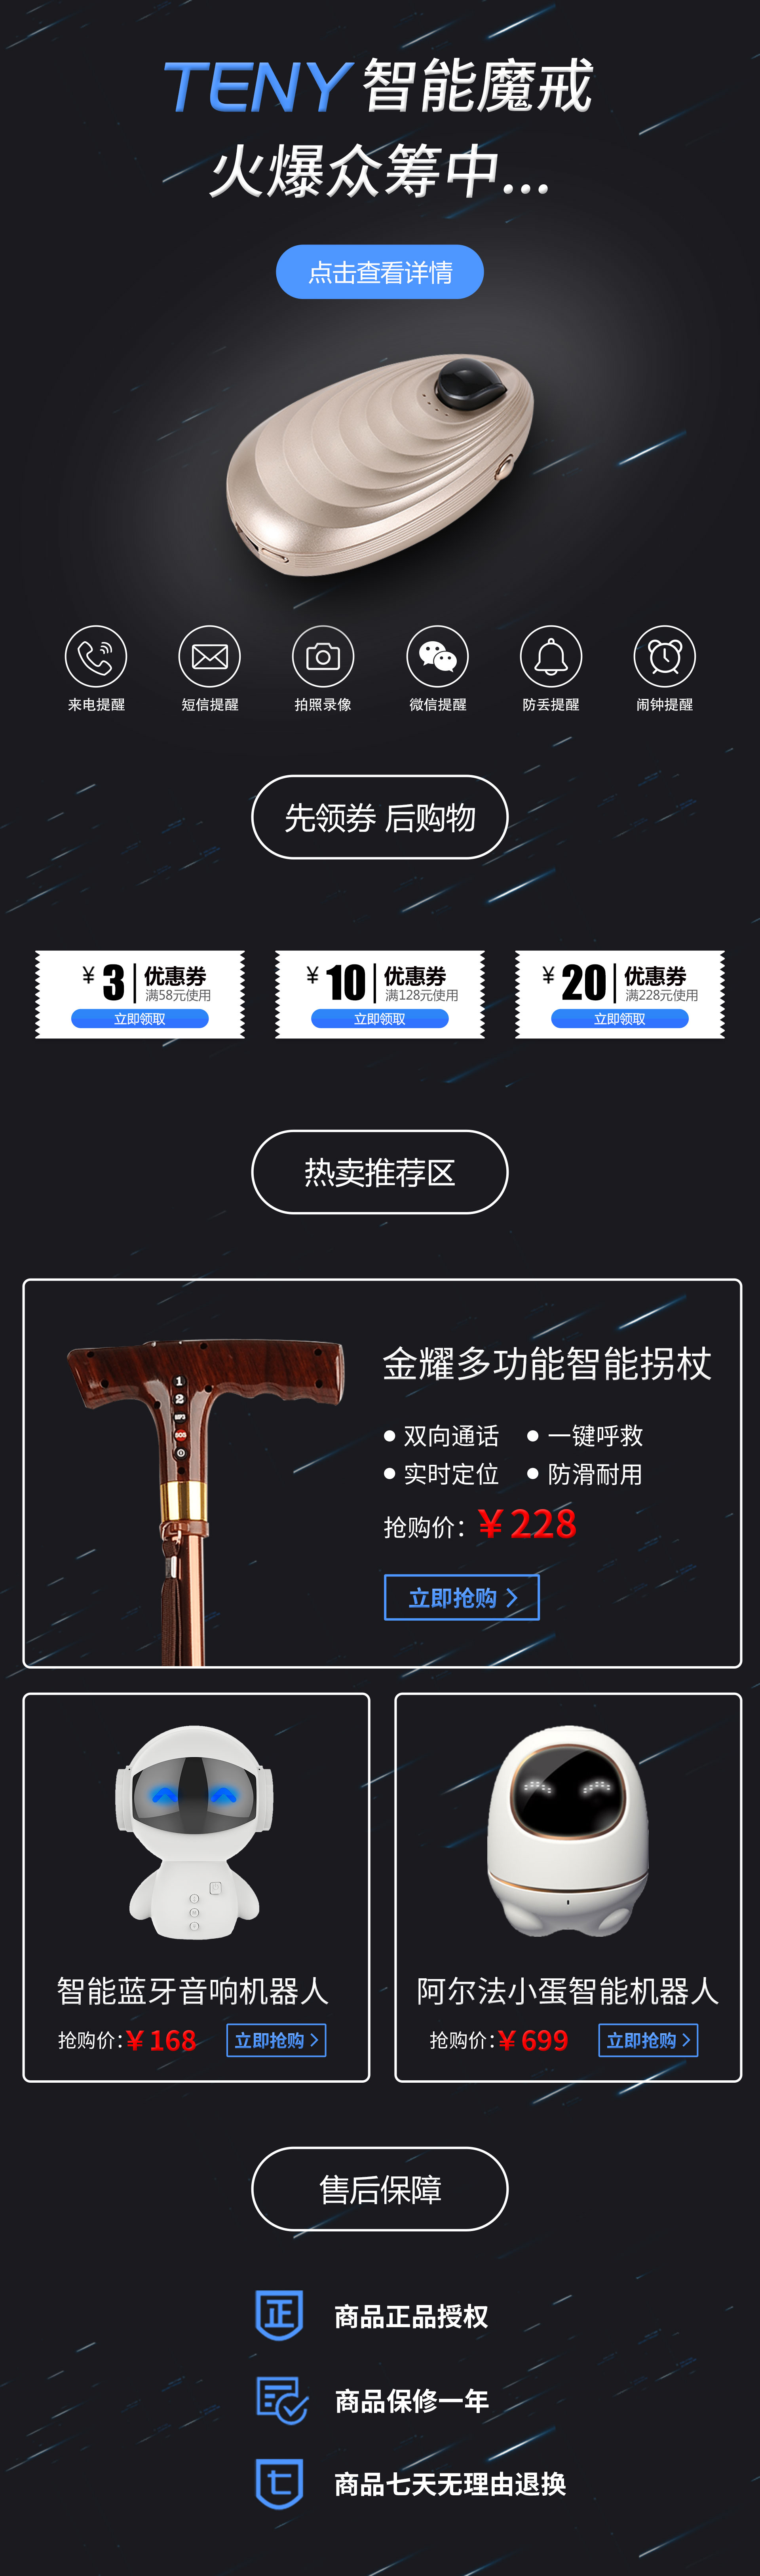 TENY 智能魔戒
火爆众筹中...
点击查看详情
来电提醒 短信提醒 拍照录像 微信提醒 防丢提醒 闹钟提醒
先领券 后购物
¥ 3 优惠券
满58元使用
立即领取
¥ 10 优惠券
满128元使用
立即领取
¥ 20 优惠券
满228元使用
立即领取
热卖推荐区
1
2
MP3
SOS
金耀多功能智能拐杖
● 双向通话 ● 一键呼救
● 实时定位 ● 防滑耐用
抢购价：¥228
立即抢购 >
智能蓝牙音响机器人
抢购价:¥168 立即抢购 >
阿尔法小蛋智能机器人
抢购价:¥699 立即抢购 >
售后保障
正 商品正品授权
商品保修一年
七 商品七天无理由退换